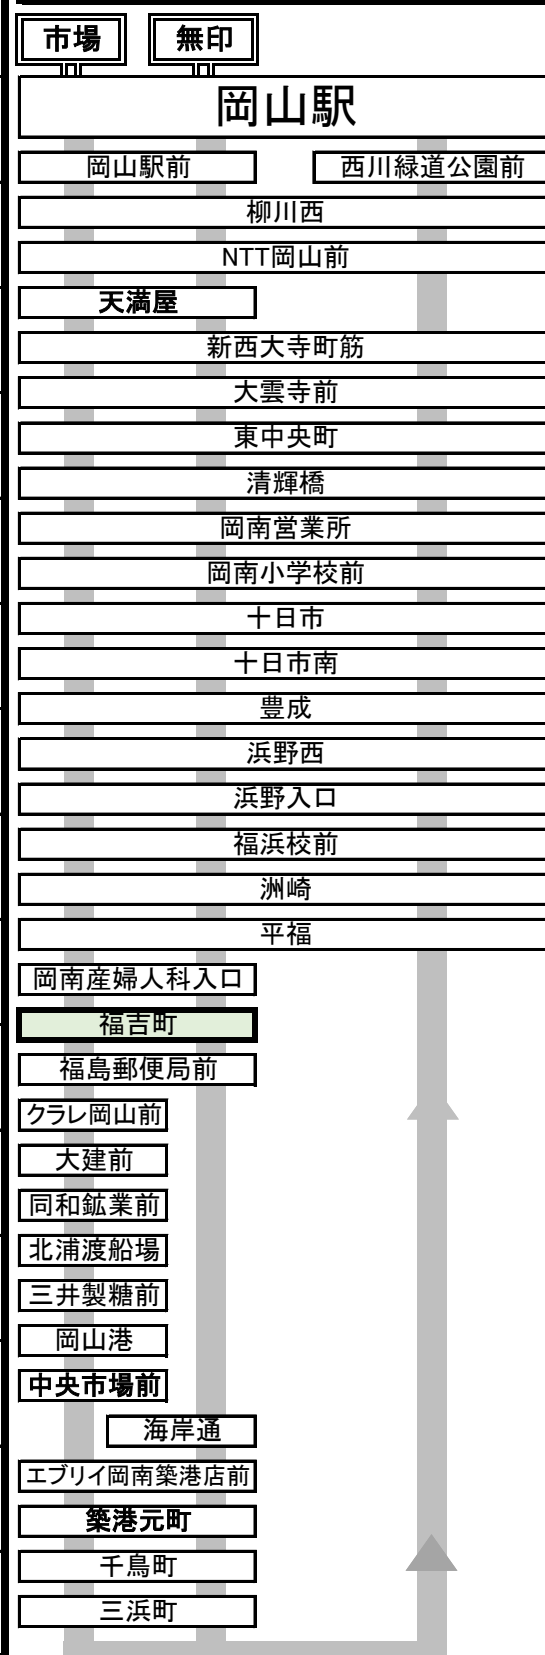 市場 無印
岡山駅
岡山駅前 西川緑道公園前
柳川西
NTT岡山前
天満屋
新西大寺町筋
大雲寺前
東中央町
清輝橋
岡南営業所
岡南小学校前
十日市
十日市南
豊成
浜野西
浜野入口
福浜校前
洲崎
平福
岡南産婦人科入口
福吉町
福島郵便局前
クラレ岡山前
大建前
同和鉱業前
北浦渡船場
三井製糖前
岡山港
中央市場前
海岸通
エブリイ岡南築港店前
築港元町
千鳥町
三浜町